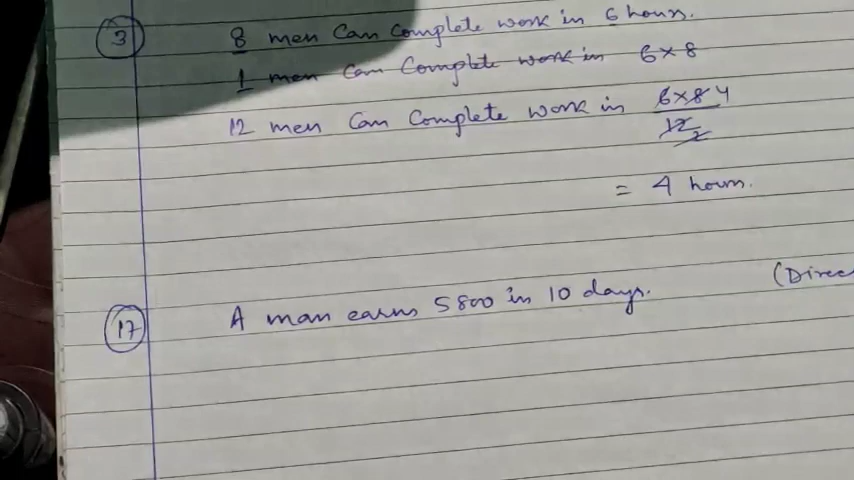 3 8 men can complete work in 6 hours.
1 men can complete work in 6×8
12 men can complete work in 6×8 4
12 2
= 4 hours.
17 A man earns 5800 in 10 days. (Direc